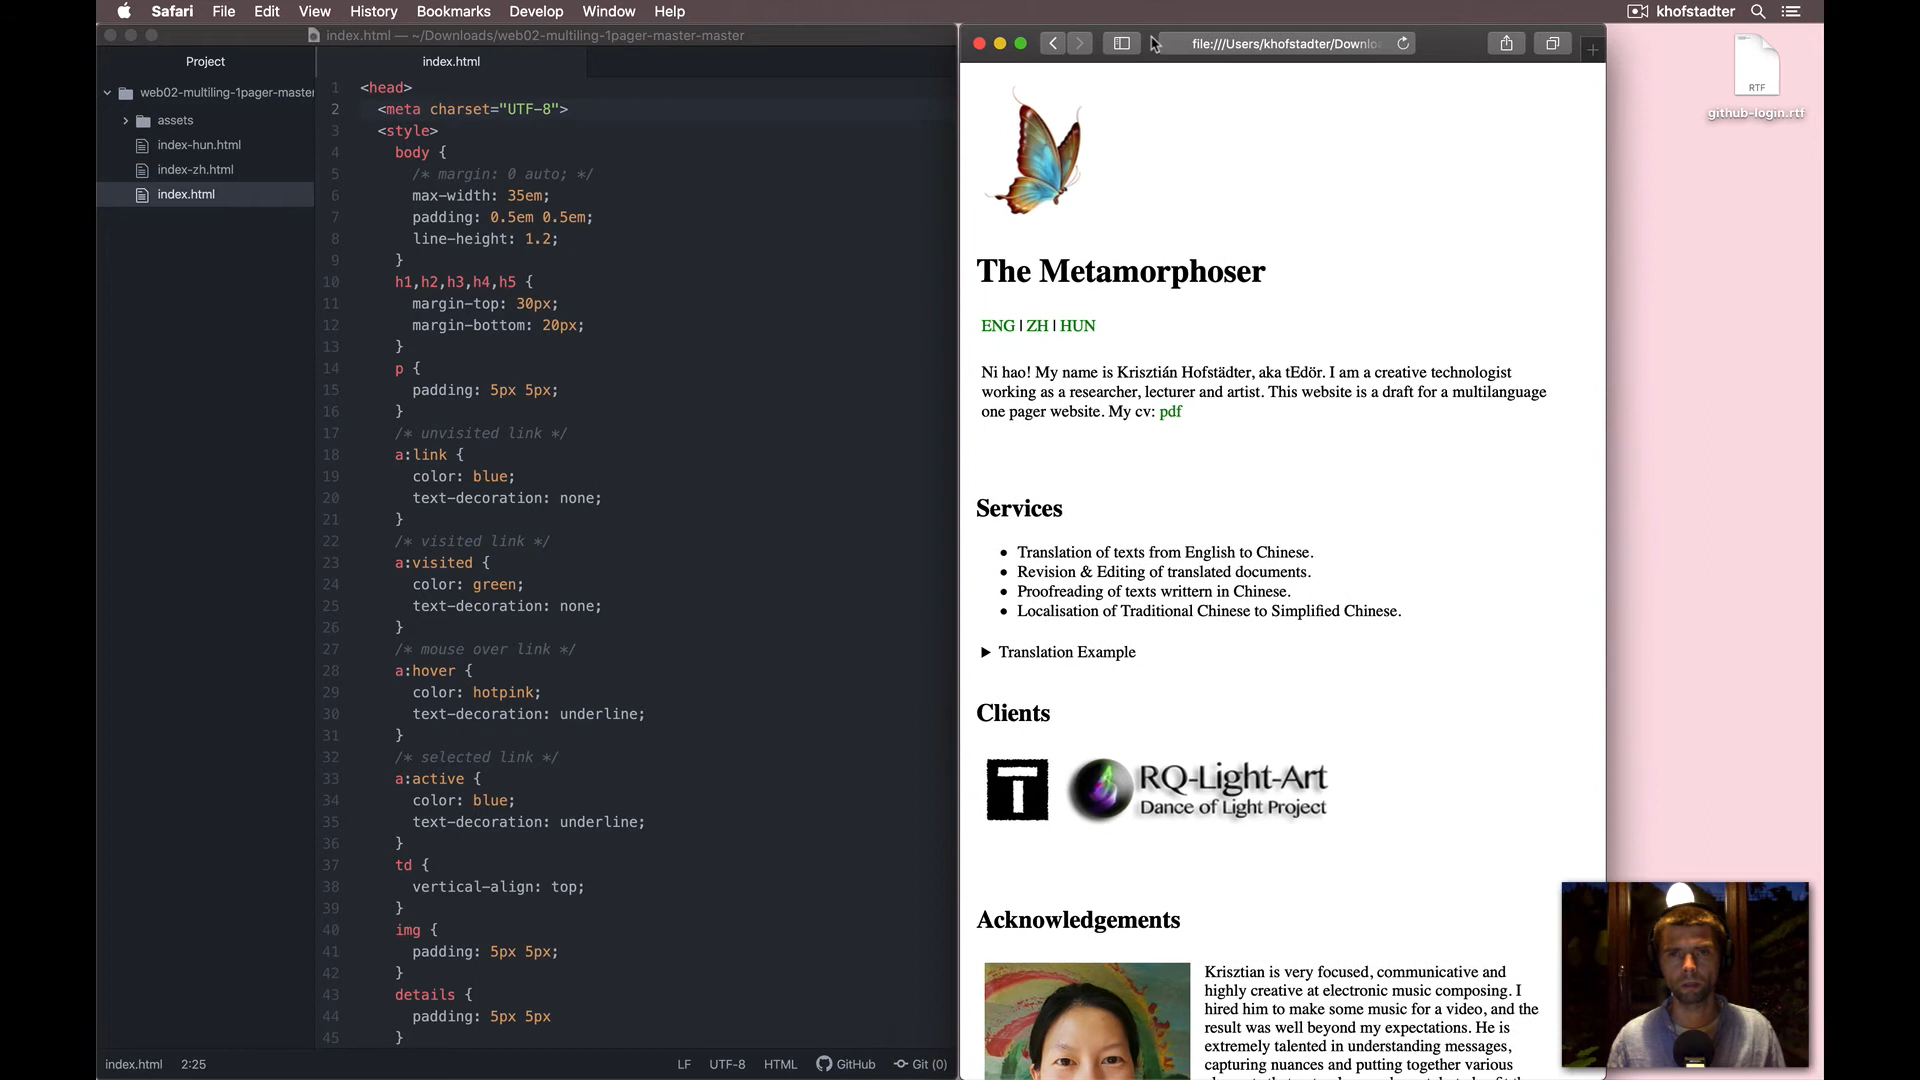 Safari File Edit View History Bookmarks Develop Window Help
khofstadter
index.html — ~/Downloads/web02-multiling-1pager-master-master
Project
index.html
web02-multiling-1pager-master
assets
index-hun.html
index-zh.html
index.html
1 <head>
2 <meta charset="UTF-8">
3 <style>
4 body {
5 /* margin: 0 auto; */
6 max-width: 35em;
7 padding: 0.5em 0.5em;
8 line-height: 1.2;
9 }
10 h1,h2,h3,h4,h5 {
11 margin-top: 30px;
12 margin-bottom: 20px;
13 }
14 p {
15 padding: 5px 5px;
16 }
17 /* unvisited link */
18 a:link {
19 color: blue;
20 text-decoration: none;
21 }
22 /* visited link */
23 a:visited {
24 color: green;
25 text-decoration: none;
26 }
27 /* mouse over link */
28 a:hover {
29 color: hotpink;
30 text-decoration: underline;
31 }
32 /* selected link */
33 a:active {
34 color: blue;
35 text-decoration: underline;
36 }
37 td {
38 vertical-align: top;
39 }
40 img {
41 padding: 5px 5px;
42 }
43 details {
44 padding: 5px 5px
45 }
index.html 2:25 LF UTF-8 HTML GitHub Git (0)
file:///Users/khofstadter/Downlo
The Metamorphoser
ENG | ZH | HUN
Ni hao! My name is Krisztián Hofstädter, aka tEdör. I am a creative technologist
working as a researcher, lecturer and artist. This website is a draft for a multilanguage
one pager website. My cv: pdf
Services
Translation of texts from English to Chinese.
Revision & Editing of translated documents.
Proofreading of texts writtern in Chinese.
Localisation of Traditional Chinese to Simplified Chinese.
Translation Example
Clients
T
RQ-Light-Art
Dance of Light Project
Acknowledgements
Krisztian is very focused, communicative and
highly creative at electronic music composing. I
hired him to make some music for a video, and the
result was well beyond my expectations. He is
extremely talented in understanding messages,
capturing nuances and putting together various
RTF
github-login.rtf